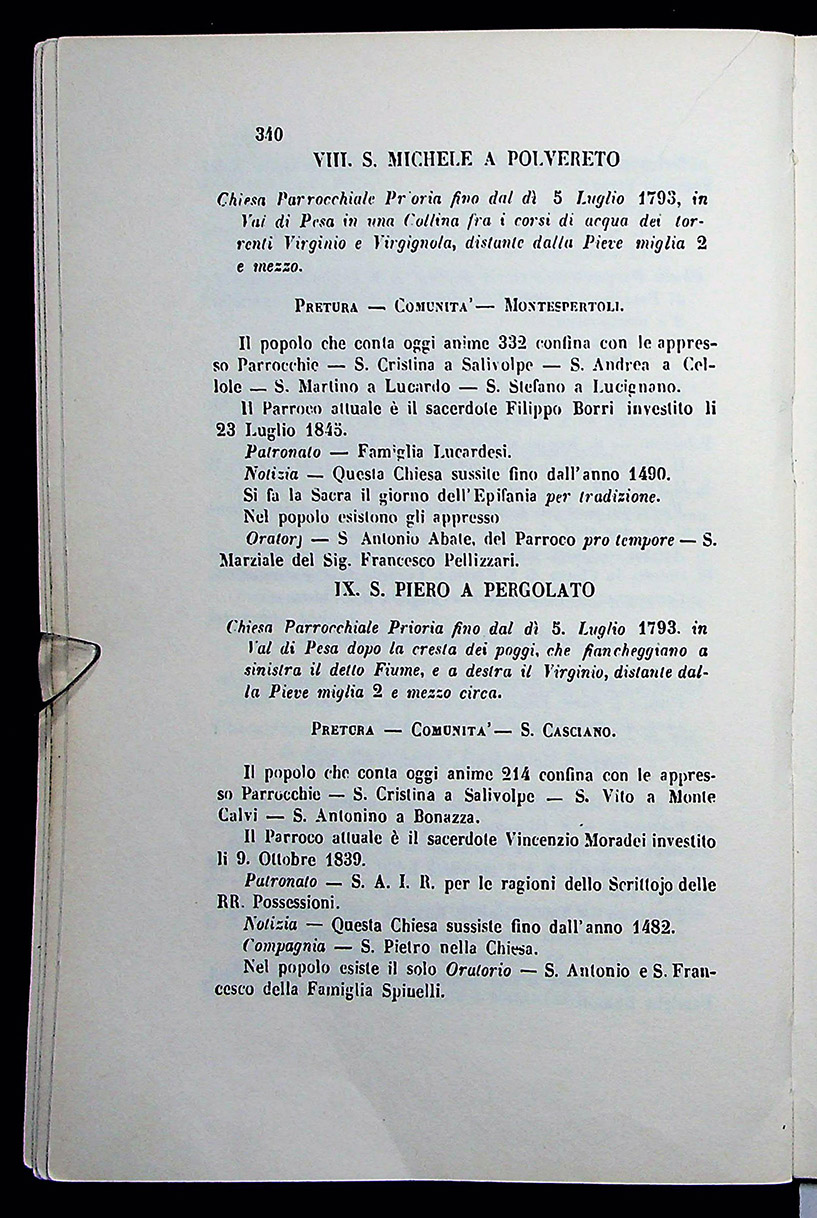 340
VIII. S. MICHELE A POLVERETO
Chiesa Parrocchiale Prioria fino dal dì 5 Luglio 1793, in
Val di Pesa in una Collina fra i corsi di acqua dei tor-
renti Virginio e Virgignola, distante dalla Pieve miglia 2
e mezzo.
PRETURA — COMUNITA' — MONTESPERTOLI.
Il popolo che conta oggi anime 332 confina con le appres-
so Parrocchie — S. Cristina a Salivolpe — S. Andrea a Cel-
lole — S. Martino a Lucardo — S. Stefano a Lucignano.
Il Parroco attuale è il sacerdote Filippo Borri investito li
23 Luglio 1845.
Patronato — Famiglia Lucardesi.
Notizia — Questa Chiesa sussite fino dall'anno 1490.
Si fa la Sacra il giorno dell'Epifania per tradizione.
Nel popolo esistono gli appresso
Oratorj — S Antonio Abate, del Parroco pro tempore — S.
Marziale del Sig. Francesco Pellizzari.
IX. S. PIERO A PERGOLATO
Chiesa Parrocchiale Prioria fino dal dì 5. Luglio 1793. in
Val di Pesa dopo la cresta dei poggi, che fiancheggiano a
sinistra il detto Fiume, e a destra il Virginio, distante dal-
la Pieve miglia 2 e mezzo circa.
PRETURA — COMUNITA' — S. CASCIANO.
Il popolo che conta oggi anime 214 confina con le appres-
so Parrocchie — S. Cristina a Salivolpe — S. Vito a Monte
Calvi — S. Antonino a Bonazza.
Il Parroco attuale è il sacerdote Vincenzio Moradei investito
li 9. Ottobre 1839.
Patronato — S. A. I. R. per le ragioni dello Scrittojo delle
RR. Possessioni.
Notizia — Questa Chiesa sussiste fino dall'anno 1482.
Compagnia — S. Pietro nella Chiesa.
Nel popolo esiste il solo Oratorio — S. Antonio e S. Fran-
cesco della Famiglia Spinelli.